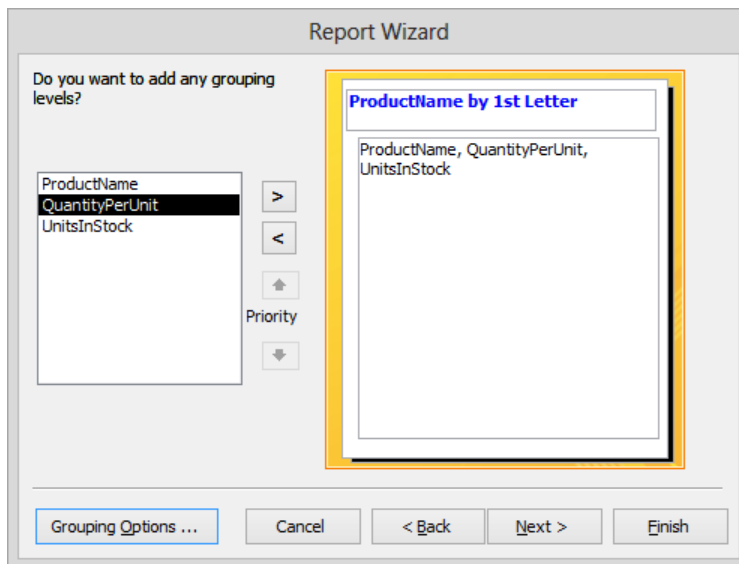 Report Wizard
Do you want to add any grouping
levels?
ProductName
QuantityPerUnit
UnitsInStock
>
<
Priority
ProductName by 1st Letter
ProductName, QuantityPerUnit,
UnitsInStock
Grouping Options ...
Cancel
< Back
Next >
Finish